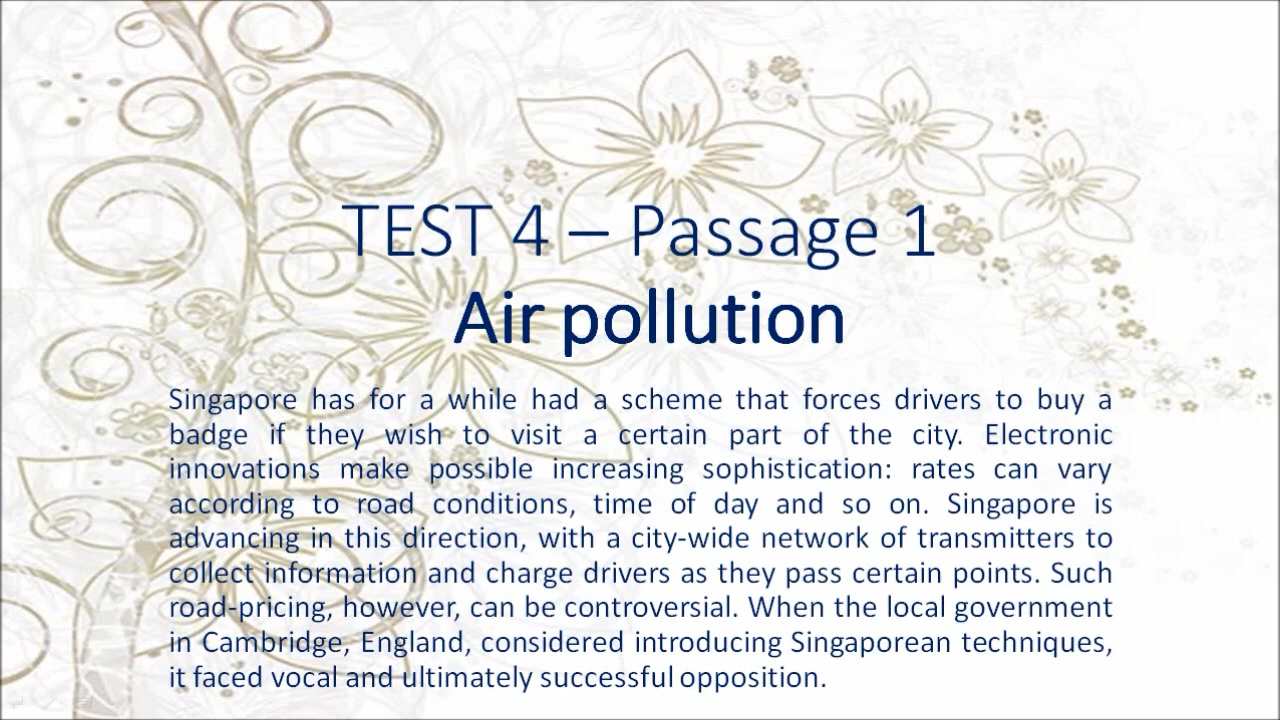 TEST 4 – Passage 1
Air pollution
Singapore has for a while had a scheme that forces drivers to buy a
badge if they wish to visit a certain part of the city. Electronic
innovations make possible increasing sophistication: rates can vary
according to road conditions, time of day and so on. Singapore is
advancing in this direction, with a city-wide network of transmitters to
collect information and charge drivers as they pass certain points. Such
road-pricing, however, can be controversial. When the local government
in Cambridge, England, considered introducing Singaporean techniques,
it faced vocal and ultimately successful opposition.